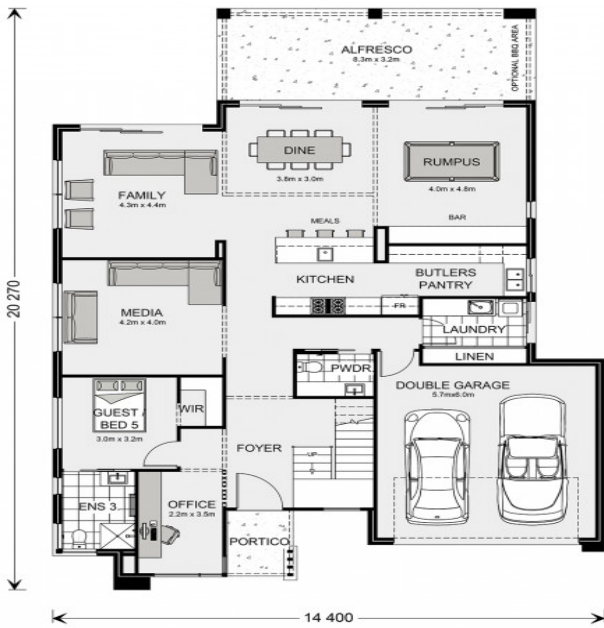 ALFRESCO
8.3m x 3.2m
OPTIONAL BBQ AREA
DINE
3.8m x 3.0m
RUMPUS
4.0m x 4.8m
FAMILY
4.3m x 4.4m
MEALS
BAR
KITCHEN
BUTLERS
PANTRY
MEDIA
4.2m x 4.0m
FR
LAUNDRY
LINEN
PWDR
DOUBLE GARAGE
5.7mx6.0m
GUEST /
BED 5
3.0m x 3.2m
WIR
FOYER
UP
ENS 3
OFFICE
2.2m x 3.5m
PORTICO
20 270
14 400